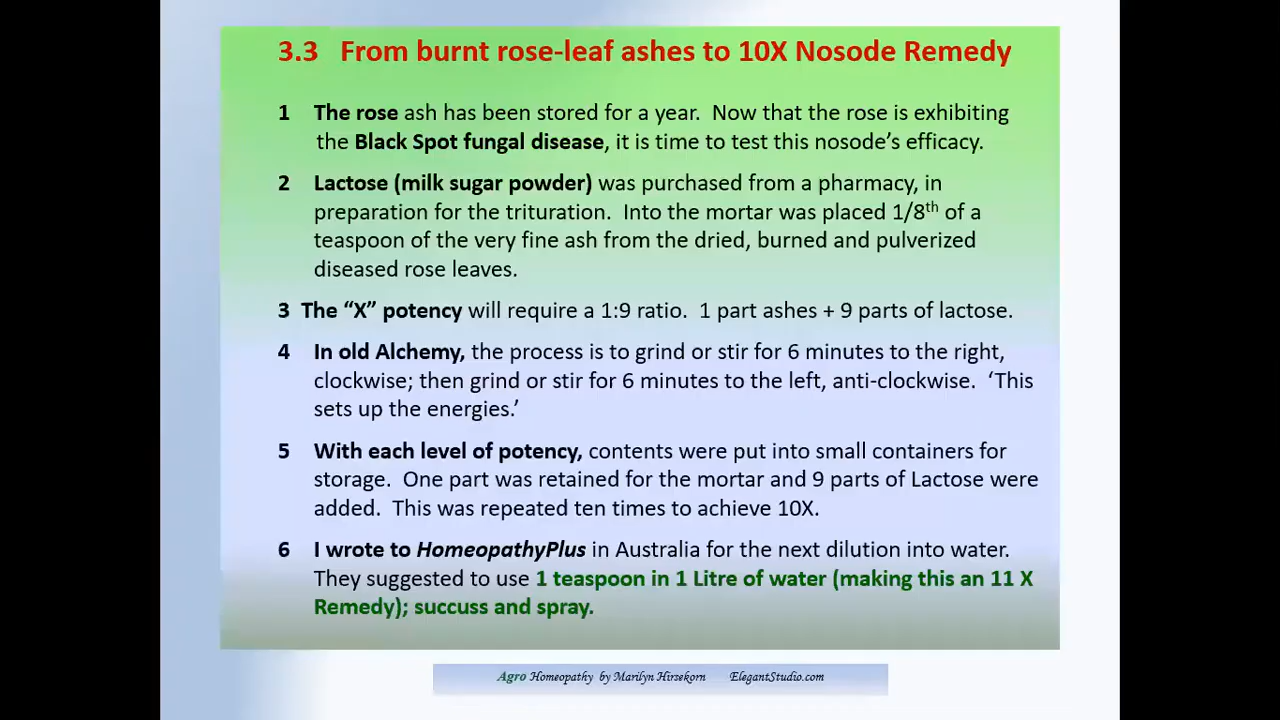 3.3 From burnt rose-leaf ashes to 10X Nosode Remedy
1 The rose ash has been stored for a year. Now that the rose is exhibiting
the Black Spot fungal disease, it is time to test this nosode’s efficacy.
2 Lactose (milk sugar powder) was purchased from a pharmacy, in
preparation for the trituration. Into the mortar was placed 1/8th of a
teaspoon of the very fine ash from the dried, burned and pulverized
diseased rose leaves.
3 The “X” potency will require a 1:9 ratio. 1 part ashes + 9 parts of lactose.
4 In old Alchemy, the process is to grind or stir for 6 minutes to the right,
clockwise; then grind or stir for 6 minutes to the left, anti-clockwise. ‘This
sets up the energies.’
5 With each level of potency, contents were put into small containers for
storage. One part was retained for the mortar and 9 parts of Lactose were
added. This was repeated ten times to achieve 10X.
6 I wrote to HomeopathyPlus in Australia for the next dilution into water.
They suggested to use 1 teaspoon in 1 Litre of water (making this an 11 X
Remedy); succuss and spray.
Agro Homeopathy by Marilyn Hirsekorn ElegantStudio.com